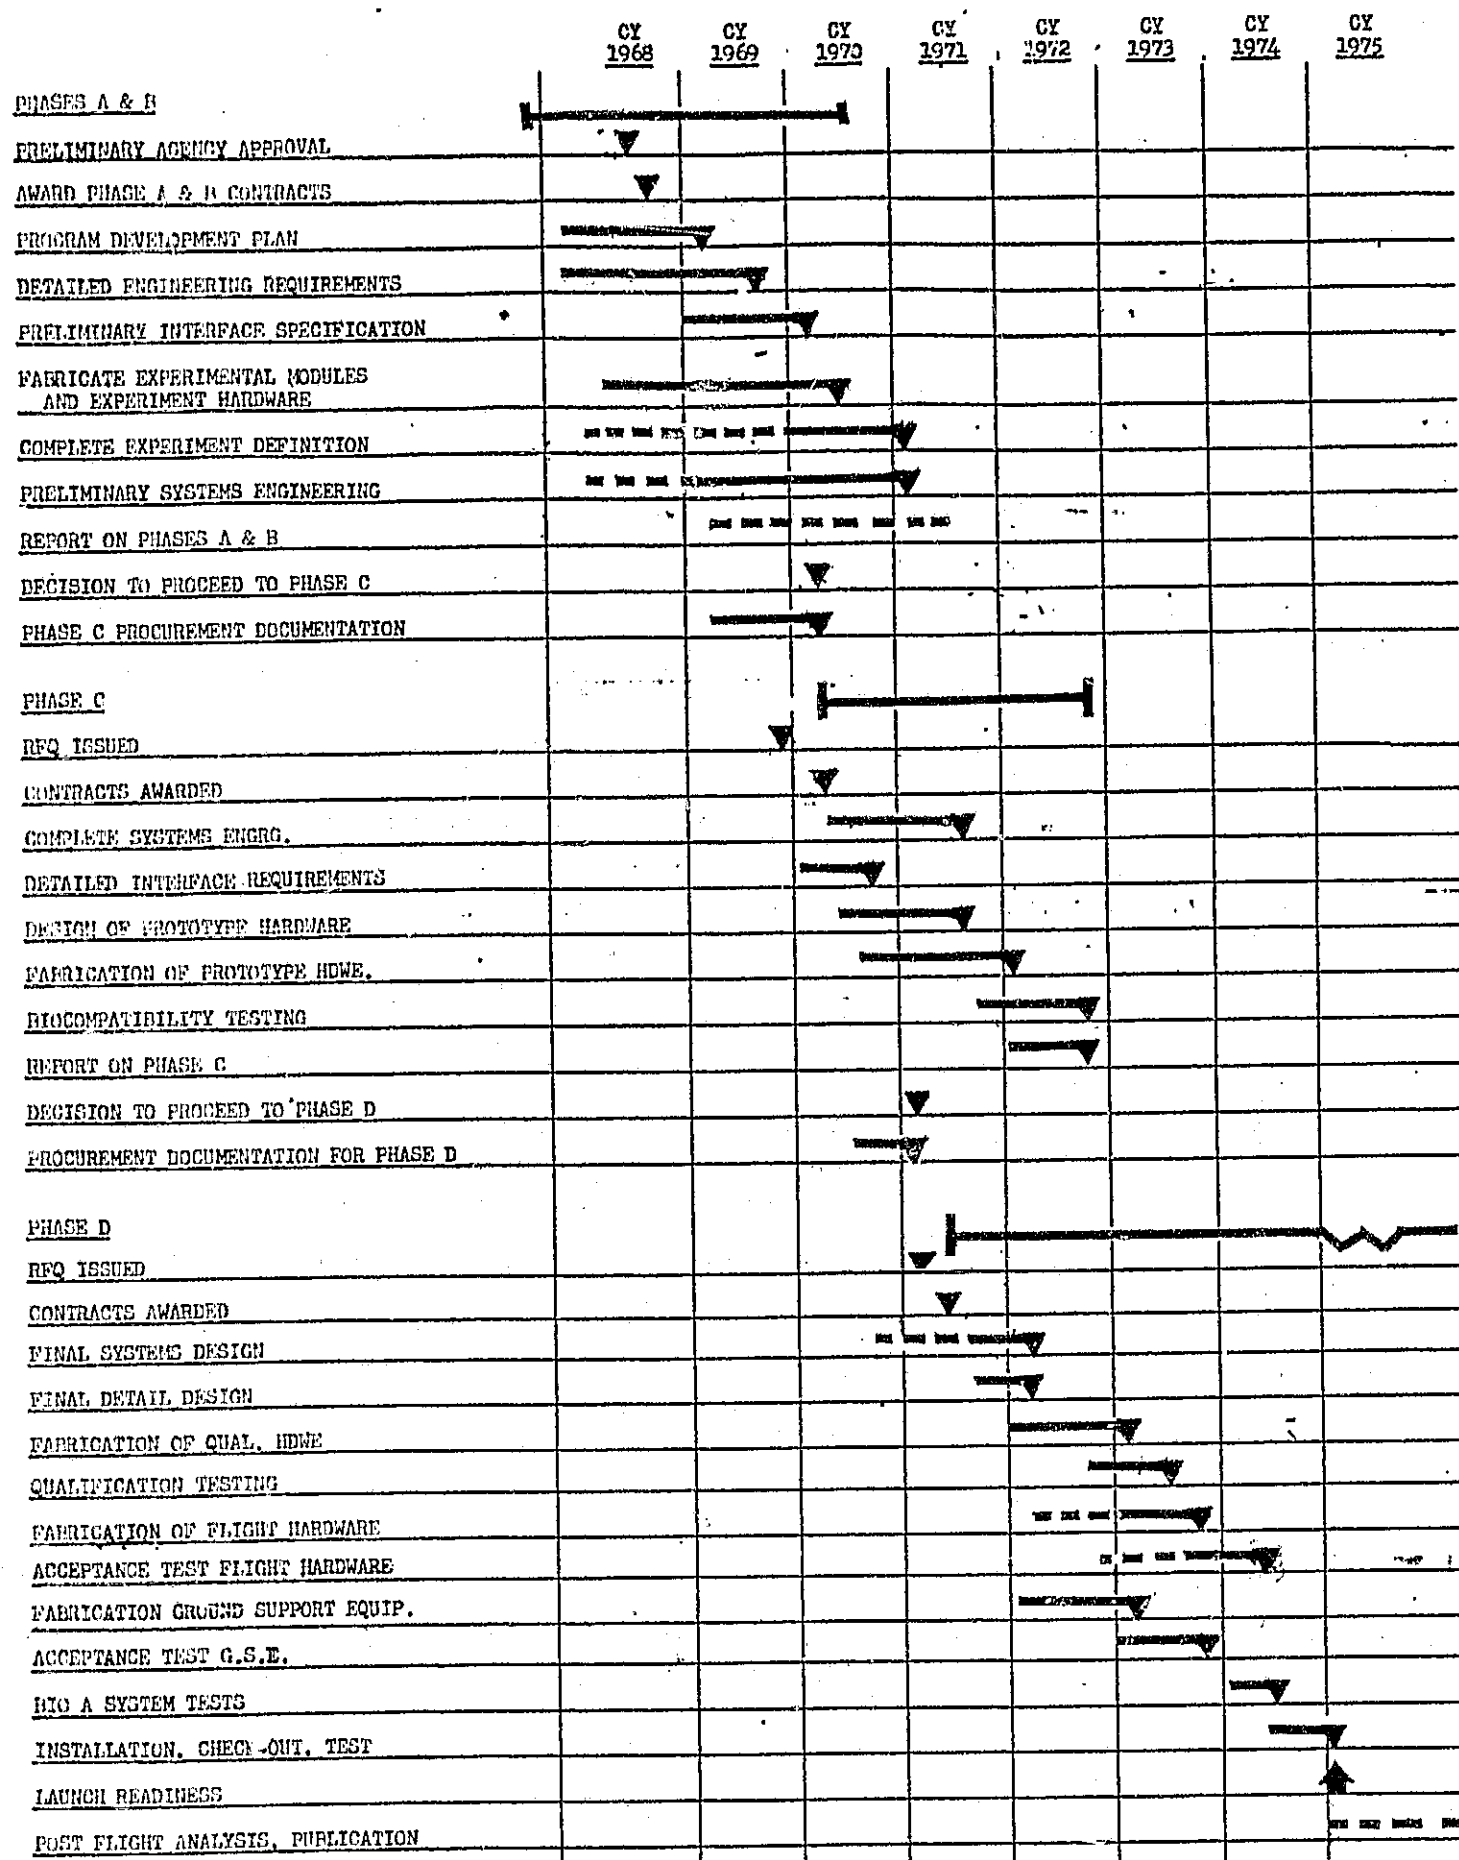 CY CY CY CY CY CY CY CY
1968 1969 1970 1971 1972 1973 1974 1975
PHASES A & B
PRELIMINARY AGENCY APPROVAL
AWARD PHASE A & B CONTRACTS
PROGRAM DEVELOPMENT PLAN
DETAILED ENGINEERING REQUIREMENTS
PRELIMINARY INTERFACE SPECIFICATION
FABRICATE EXPERIMENTAL MODULES
AND EXPERIMENT HARDWARE
COMPLETE EXPERIMENT DEFINITION
PRELIMINARY SYSTEMS ENGINEERING
REPORT ON PHASES A & B
DECISION TO PROCEED TO PHASE C
PHASE C PROCUREMENT DOCUMENTATION
PHASE C
RFQ ISSUED
CONTRACTS AWARDED
COMPLETE SYSTEMS ENGRG.
DETAILED INTERFACE REQUIREMENTS
DESIGN OF PROTOTYPE HARDWARE
FABRICATION OF PROTOTYPE HDWE.
BIOCOMPATIBILITY TESTING
REPORT ON PHASE C
DECISION TO PROCEED TO PHASE D
PROCUREMENT DOCUMENTATION FOR PHASE D
PHASE D
RFQ ISSUED
CONTRACTS AWARDED
FINAL SYSTEMS DESIGN
FINAL DETAIL DESIGN
FABRICATION OF QUAL. HDWE
QUALIFICATION TESTING
FABRICATION OF FLIGHT HARDWARE
ACCEPTANCE TEST FLIGHT HARDWARE
FABRICATION GROUND SUPPORT EQUIP.
ACCEPTANCE TEST G.S.E.
BIO A SYSTEM TESTS
INSTALLATION, CHECK-OUT, TEST
LAUNCH READINESS
POST FLIGHT ANALYSIS, PUBLICATION